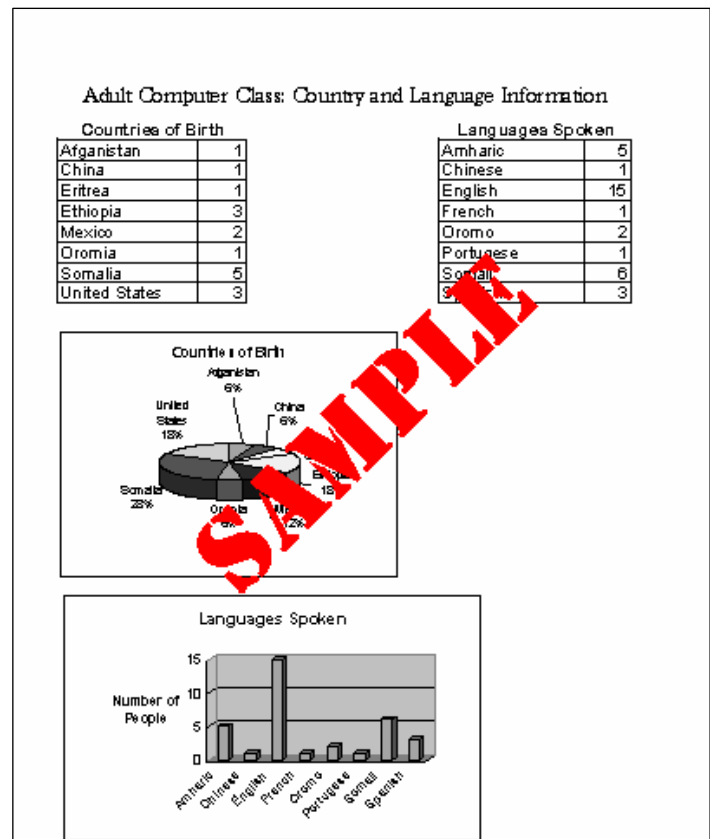 Adult Computer Class: Country and Language Information
Countries of Birth
Afganistan 1
China 1
Eritrea 1
Ethiopia 3
Mexico 2
Oromia 1
Somalia 5
United States 3
Languages Spoken
Amharic 5
Chinese 1
English 15
French 1
Oromo 2
Portugese 1
Somali 6
3
SAMPLE
Countries of Birth
Afganistan
6%
China
6%
United
States
18%
Somalia
28%
12%
Languages Spoken
Number of
People
15
10
5
0
Amharic
Chinese
English
French
Oromo
Portugese
Somali
Spanish